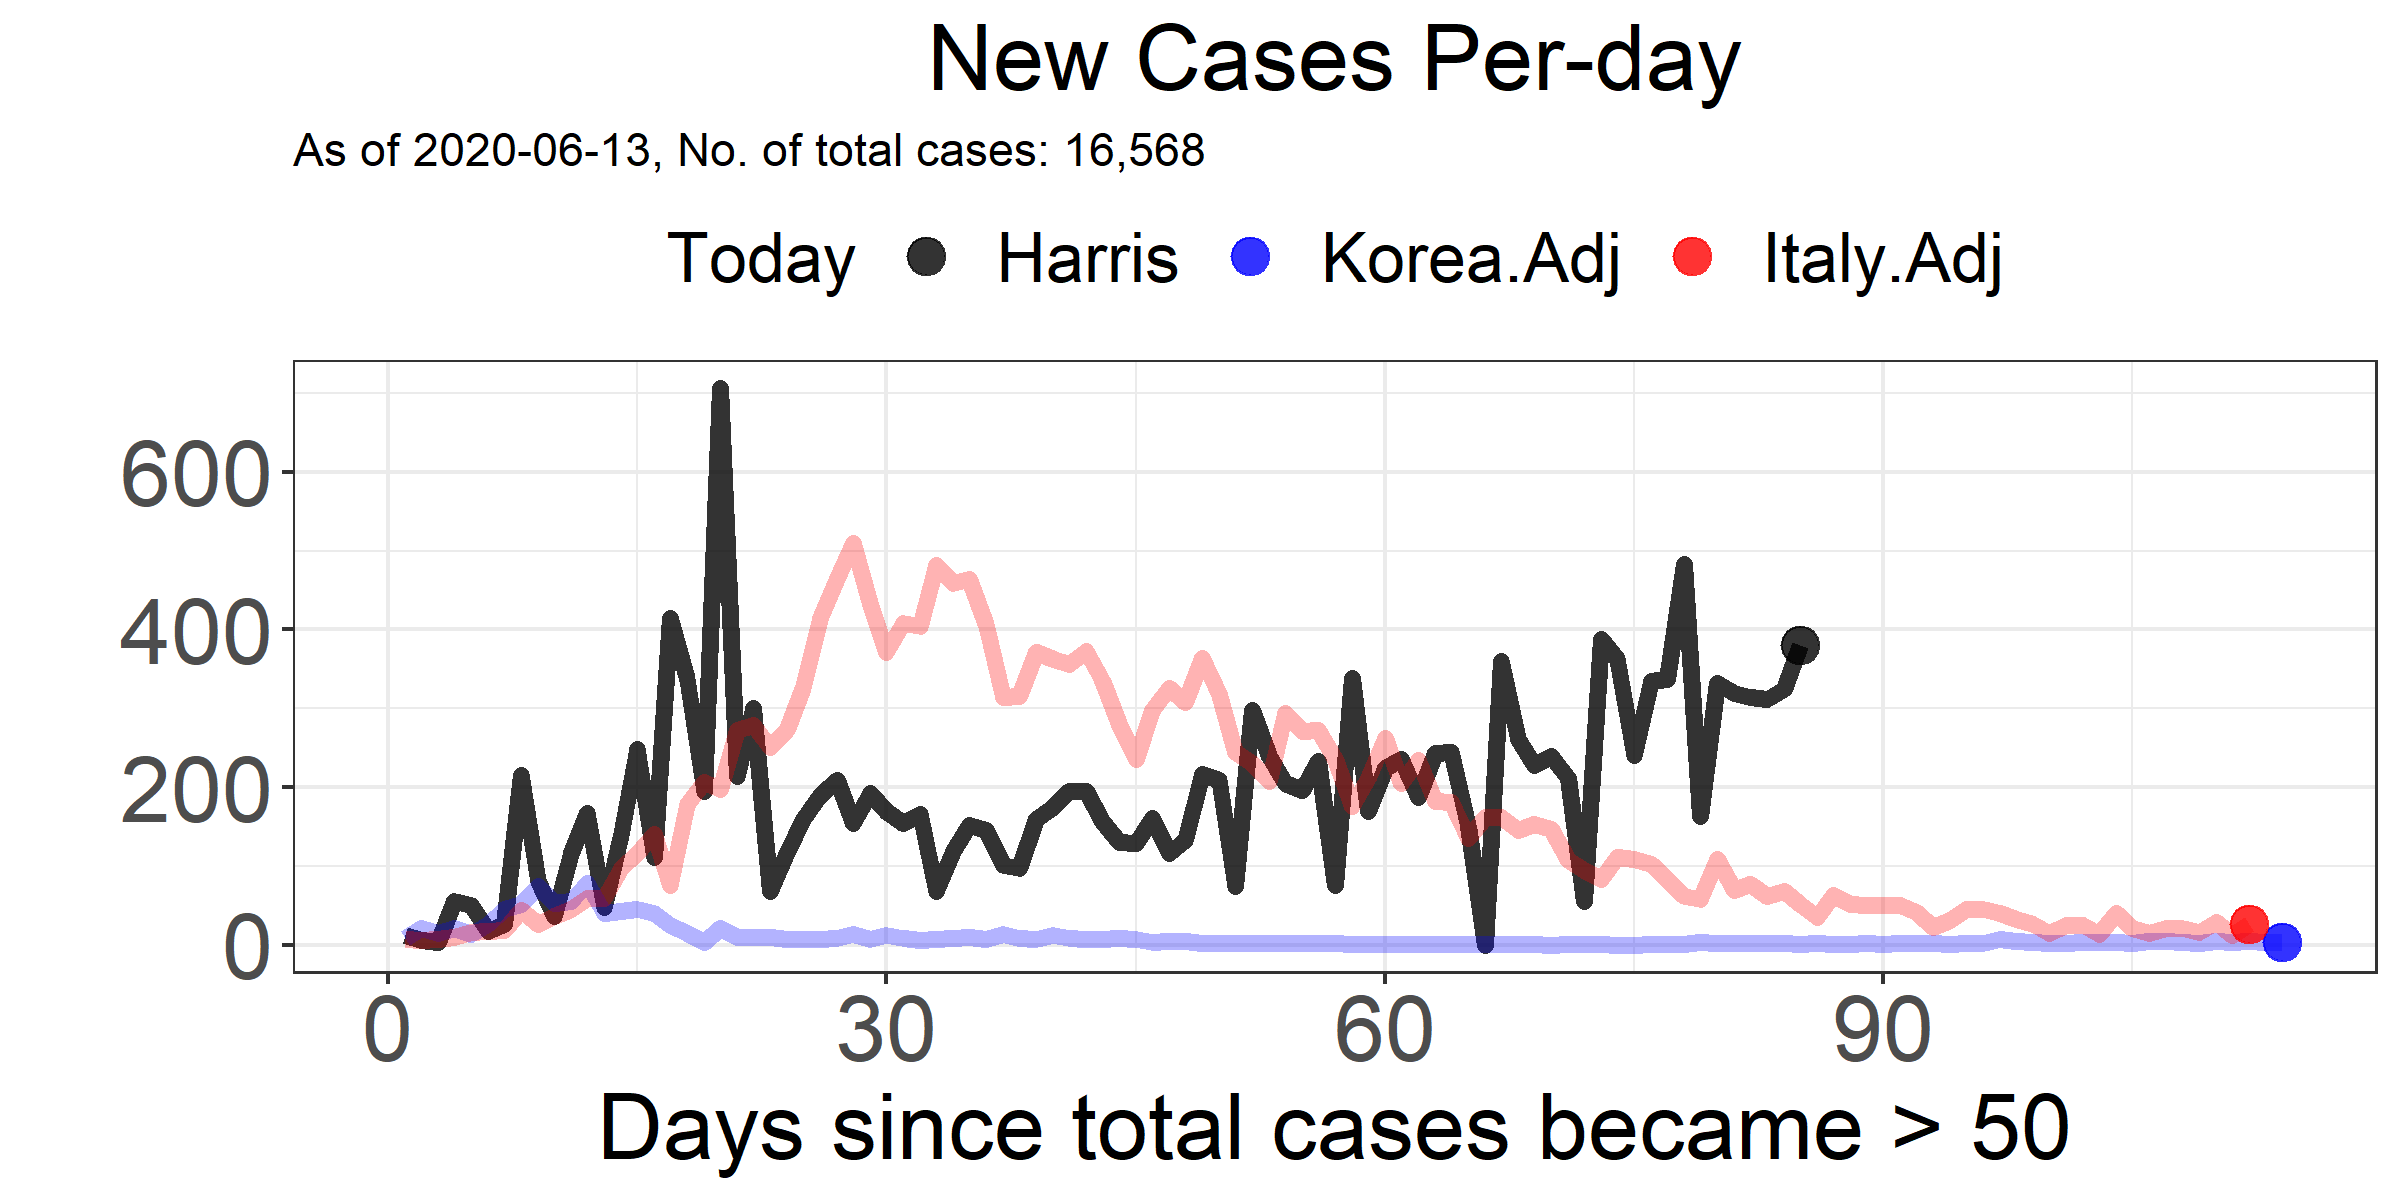 New Cases Per-day
As of 2020-06-13, No. of total cases: 16,568
Today Harris Korea.Adj Italy.Adj
600
400
200
0
0 30 60 90
Days since total cases became > 50